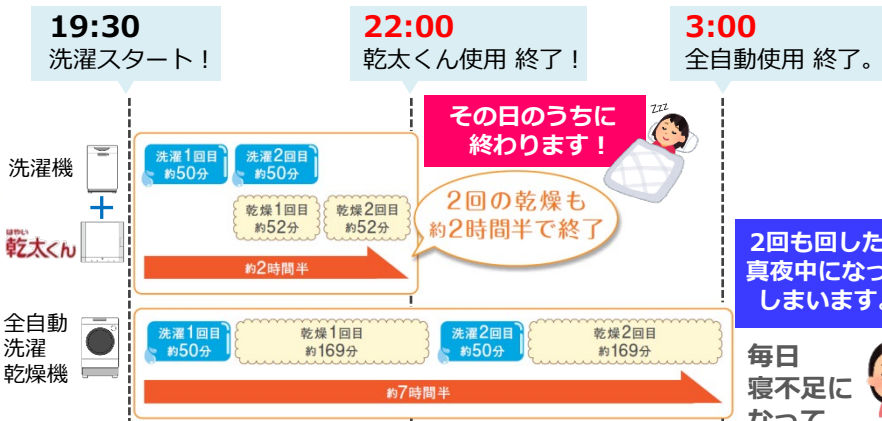 19:30
洗濯スタート！
22:00
乾太くん使用 終了！
3:00
全自動使用 終了。
その日のうちに
終わります！
Zzz
洗濯機
＋
はやい
乾太くん
洗濯1回目
約50分
洗濯2回目
約50分
乾燥1回目
約52分
乾燥2回目
約52分
約2時間半
2回の乾燥も
約2時間半で終了
2回も回した
真夜中になっ
しまいます
全自動
洗濯
乾燥機
洗濯1回目
約50分
乾燥1回目
約169分
洗濯2回目
約50分
乾燥2回目
約169分
約7時間半
毎日
寝不足に
なって